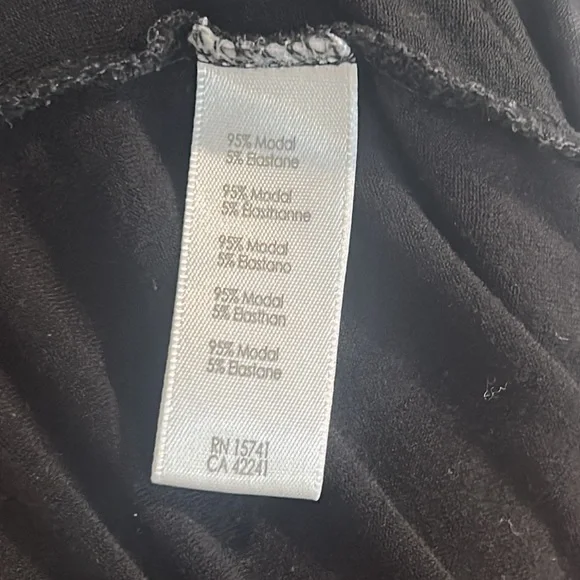 95% Modal
5% Elastane
95% Modal
5% Élasthanne
95% Modal
5% Elastano
95% Modal
5% Elasthan
95% Modal
5% Elastane
RN 15741
CA 42241